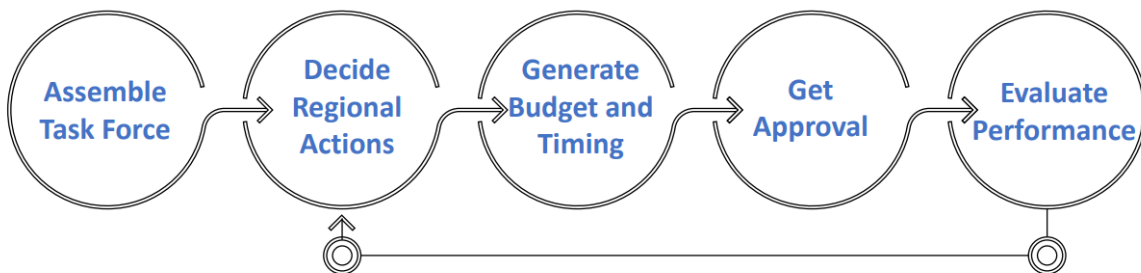 Assemble
Task Force
Decide
Regional
Actions
Generate
Budget and
Timing
Get
Approval
Evaluate
Performance